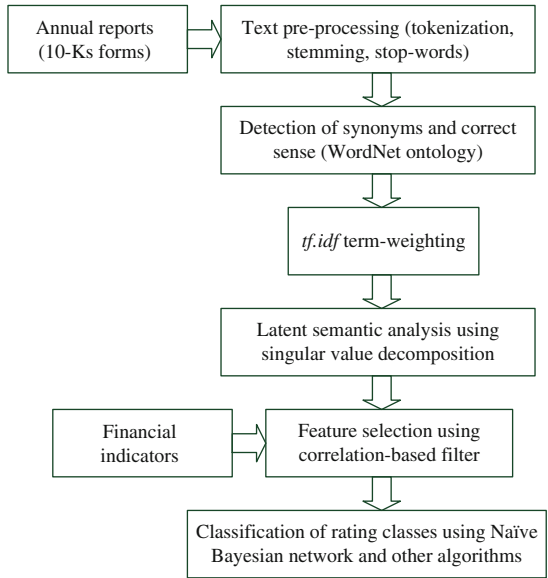 Annual reports
(10-Ks forms)
Text pre-processing (tokenization,
stemming, stop-words)
Detection of synonyms and correct
sense (WordNet ontology)
tf.idf term-weighting
Latent semantic analysis using
singular value decomposition
Financial
indicators
Feature selection using
correlation-based filter
Classification of rating classes using Naïve
Bayesian network and other algorithms